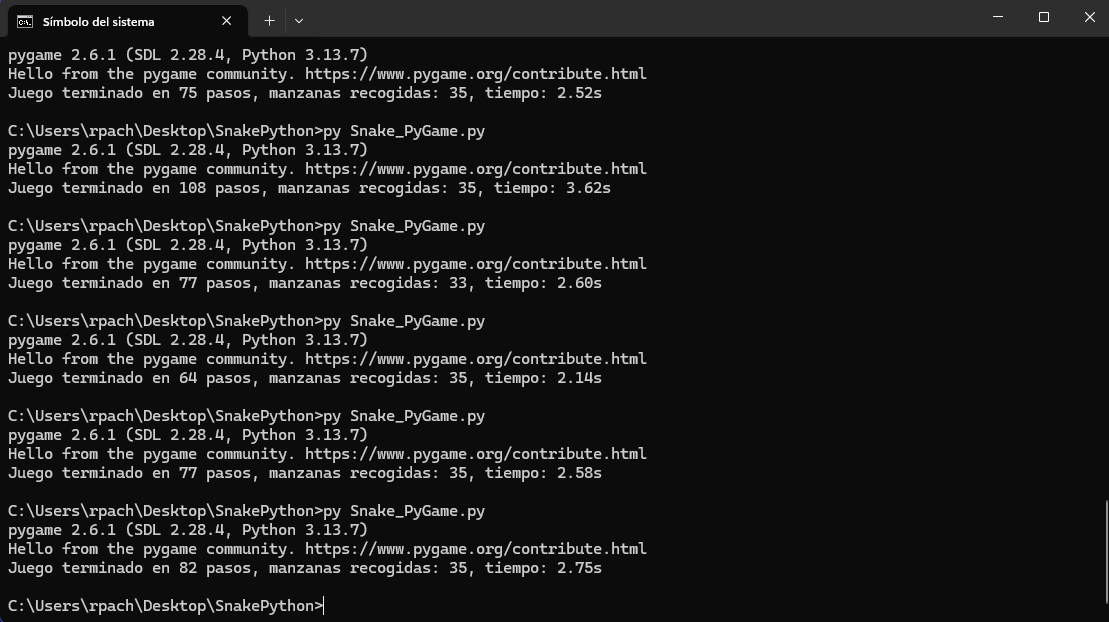 Símbolo del sistema
pygame 2.6.1 (SDL 2.28.4, Python 3.13.7)
Hello from the pygame community. https://www.pygame.org/contribute.html
Juego terminado en 75 pasos, manzanas recogidas: 35, tiempo: 2.52s
C:\Users\rpach\Desktop\SnakePython>py Snake_PyGame.py
pygame 2.6.1 (SDL 2.28.4, Python 3.13.7)
Hello from the pygame community. https://www.pygame.org/contribute.html
Juego terminado en 108 pasos, manzanas recogidas: 35, tiempo: 3.62s
C:\Users\rpach\Desktop\SnakePython>py Snake_PyGame.py
pygame 2.6.1 (SDL 2.28.4, Python 3.13.7)
Hello from the pygame community. https://www.pygame.org/contribute.html
Juego terminado en 77 pasos, manzanas recogidas: 33, tiempo: 2.60s
C:\Users\rpach\Desktop\SnakePython>py Snake_PyGame.py
pygame 2.6.1 (SDL 2.28.4, Python 3.13.7)
Hello from the pygame community. https://www.pygame.org/contribute.html
Juego terminado en 64 pasos, manzanas recogidas: 35, tiempo: 2.14s
C:\Users\rpach\Desktop\SnakePython>py Snake_PyGame.py
pygame 2.6.1 (SDL 2.28.4, Python 3.13.7)
Hello from the pygame community. https://www.pygame.org/contribute.html
Juego terminado en 77 pasos, manzanas recogidas: 35, tiempo: 2.58s
C:\Users\rpach\Desktop\SnakePython>py Snake_PyGame.py
pygame 2.6.1 (SDL 2.28.4, Python 3.13.7)
Hello from the pygame community. https://www.pygame.org/contribute.html
Juego terminado en 82 pasos, manzanas recogidas: 35, tiempo: 2.75s
C:\Users\rpach\Desktop\SnakePython>